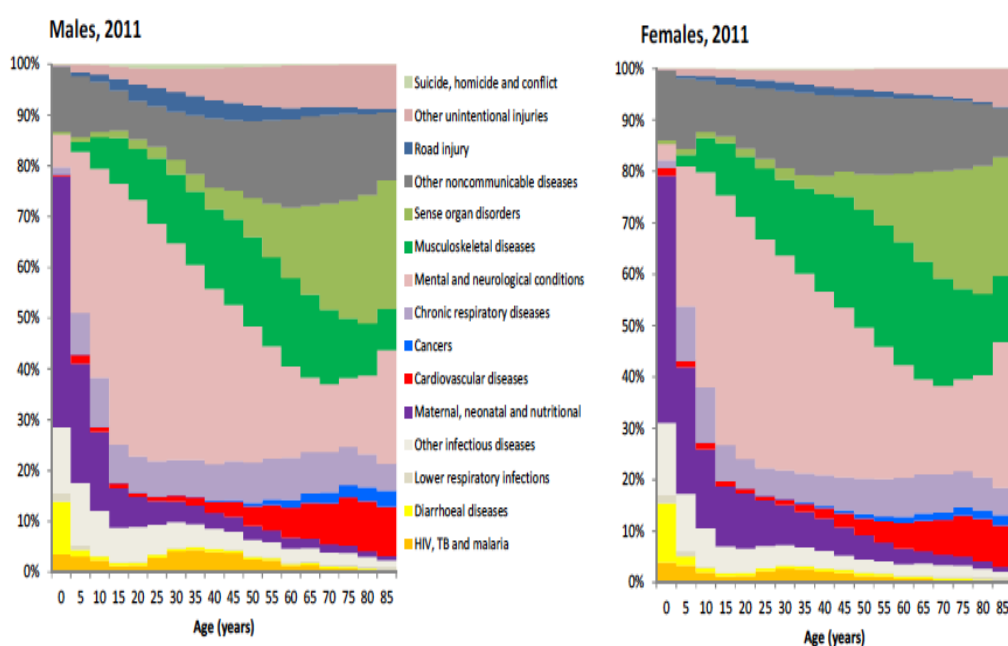 Males, 2011
100%
90%
80%
70%
60%
50%
40%
30%
20%
10%
0%
0 5 10 15 20 25 30 35 40 45 50 55 60 65 70 75 80 85
Age (years)
Suicide, homicide and conflict
Other unintentional injuries
Road injury
Other noncommunicable diseases
Sense organ disorders
Musculoskeletal diseases
Mental and neurological conditions
Chronic respiratory diseases
Cancers
Cardiovascular diseases
Maternal, neonatal and nutritional
Other infectious diseases
Lower respiratory infections
Diarrhoeal diseases
HIV, TB and malaria
Females, 2011
100%
90%
80%
70%
60%
50%
40%
30%
20%
10%
0%
0 5 10 15 20 25 30 35 40 45 50 55 60 65 70 75 80 85
Age (years)